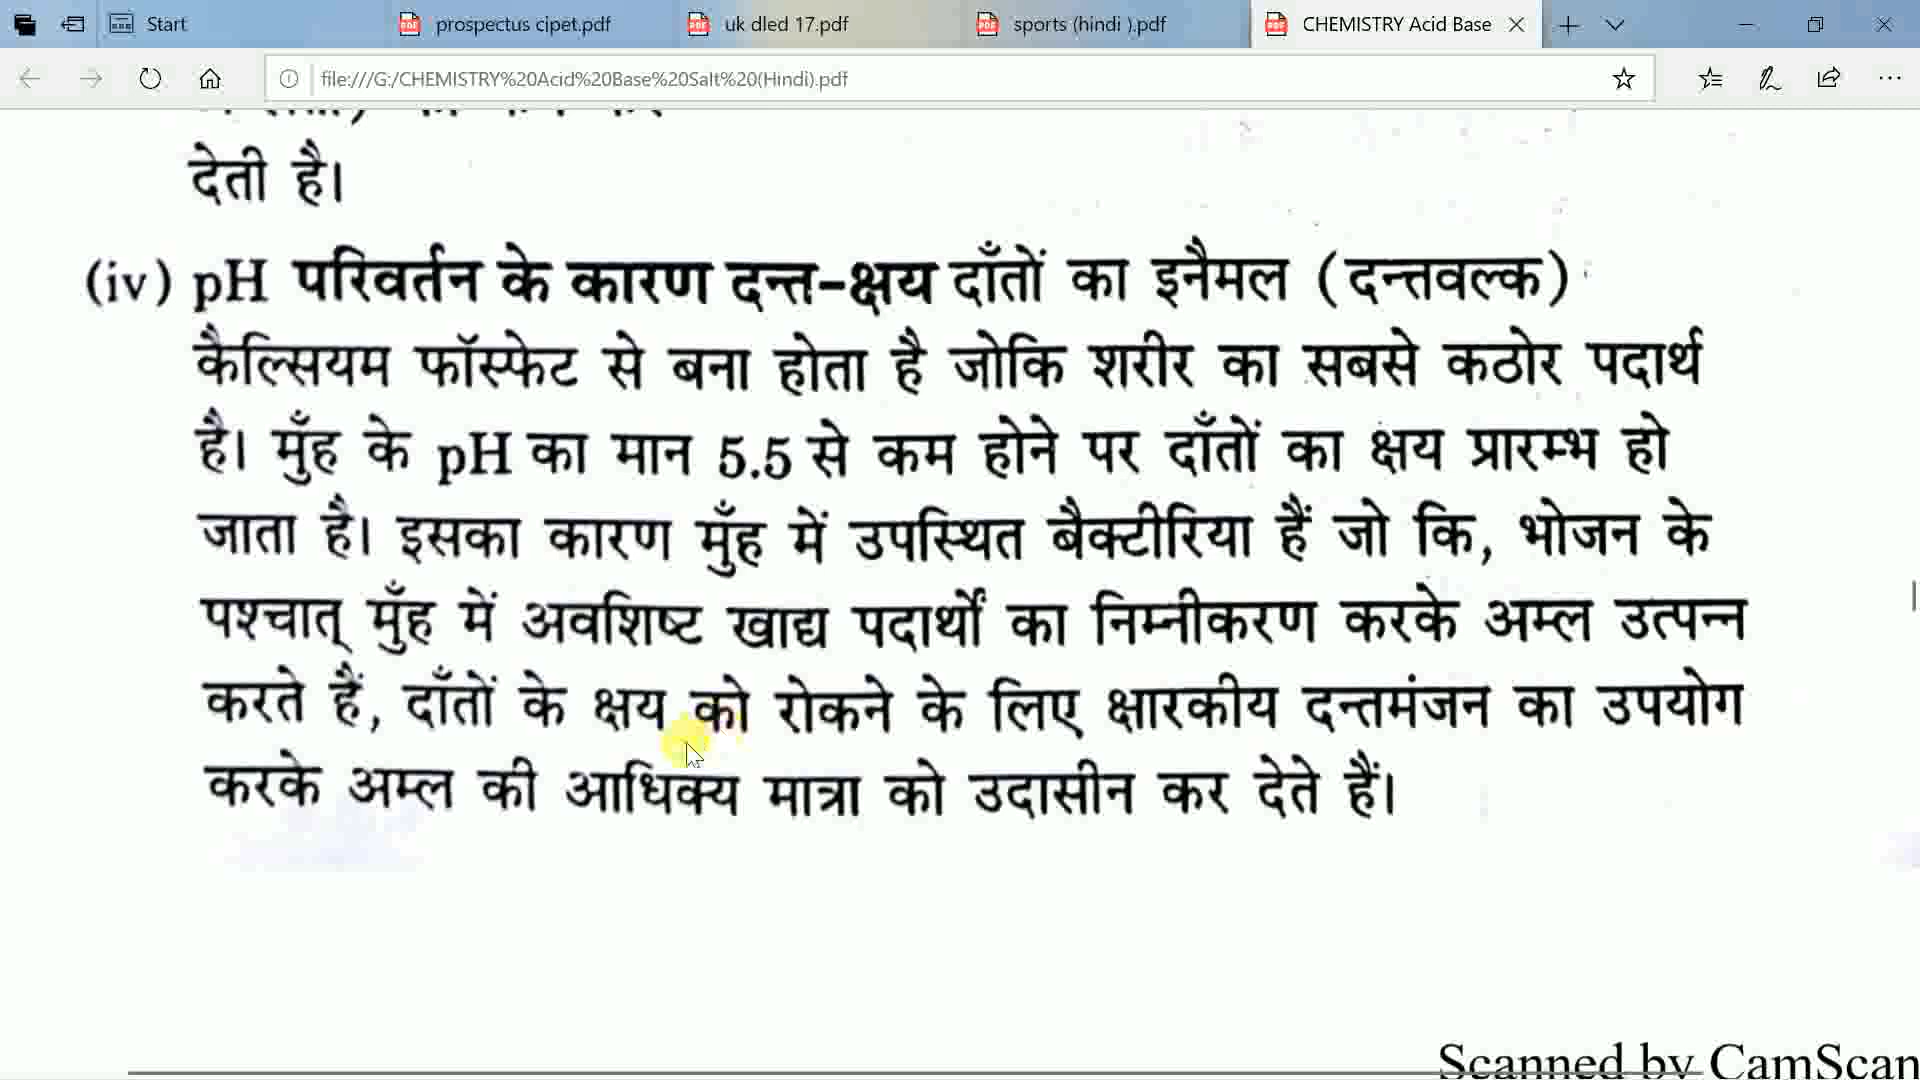 Start
prospectus cipet.pdf
uk dled 17.pdf
sports (hindi ).pdf
CHEMISTRY Acid Base
file:///G:/CHEMISTRY%20Acid%20Base%20Salt%20(Hindi).pdf
देती है।
(iv) pH परिवर्तन के कारण दन्त-क्षय दाँतों का इनैमल (दन्तवल्क)
कैल्सियम फॉस्फेट से बना होता है जोकि शरीर का सबसे कठोर पदार्थ
है। मुँह के pH का मान 5.5 से कम होने पर दाँतों का क्षय प्रारम्भ हो
जाता है। इसका कारण मुँह में उपस्थित बैक्टीरिया हैं जो कि, भोजन के
पश्चात् मुँह में अवशिष्ट खाद्य पदार्थों का निम्नीकरण करके अम्ल उत्पन्न
करते हैं, दाँतों के क्षय को रोकने के लिए क्षारकीय दन्तमंजन का उपयोग
करके अम्ल की आधिक्य मात्रा को उदासीन कर देते हैं।
Scanned by CamScan